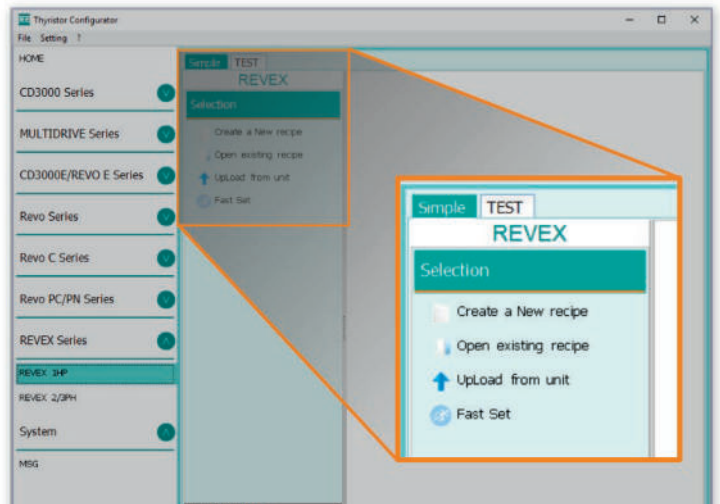 Thyristor Configurator
File Setting ?
HOME
CD3000 Series
MULTIDRIVE Series
CD3000E/REVO E Series
Revo Series
Revo C Series
Revo PC/PN Series
REVEX Series
REVEX 1HP
REVEX 2/3PH
System
MSG
Simple TEST
REVEX
Selection
Create a New recipe
Open existing recipe
UpLoad from unit
Fast Set
Simple TEST
REVEX
Selection
Create a New recipe
Open existing recipe
UpLoad from unit
Fast Set